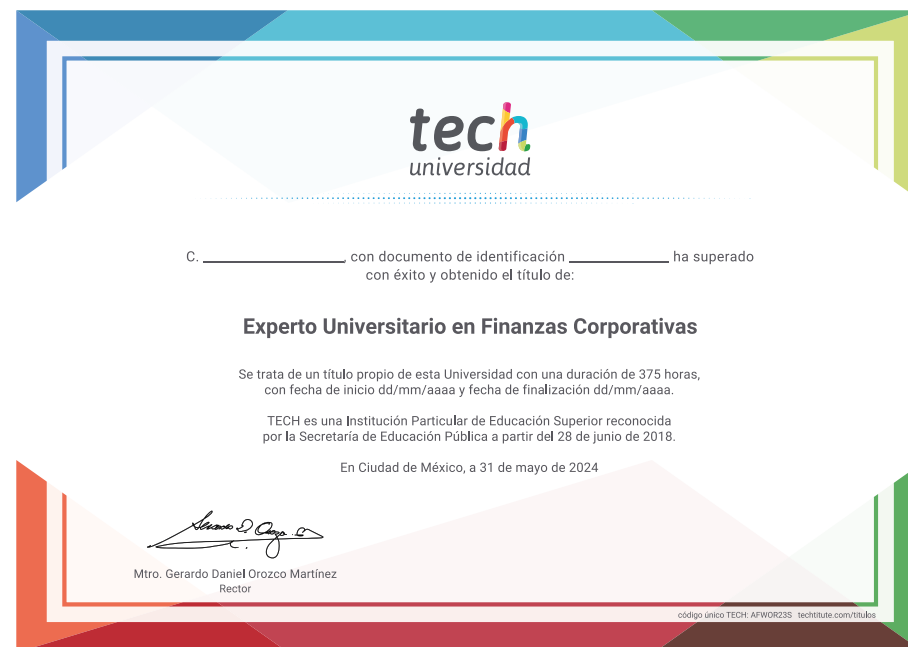 tech
universidad
C. ____________________, con documento de identificación ______________ ha superado
con éxito y obtenido el título de:
Experto Universitario en Finanzas Corporativas
Se trata de un título propio de esta Universidad con una duración de 375 horas,
con fecha de inicio dd/mm/aaaa y fecha de finalización dd/mm/aaaa.
TECH es una Institución Particular de Educación Superior reconocida
por la Secretaría de Educación Pública a partir del 28 de junio de 2018.
En Ciudad de México, a 31 de mayo de 2024
Mtro. Gerardo Daniel Orozco Martínez
Rector
código único TECH: AFWOR23S techtitute.com/titulos